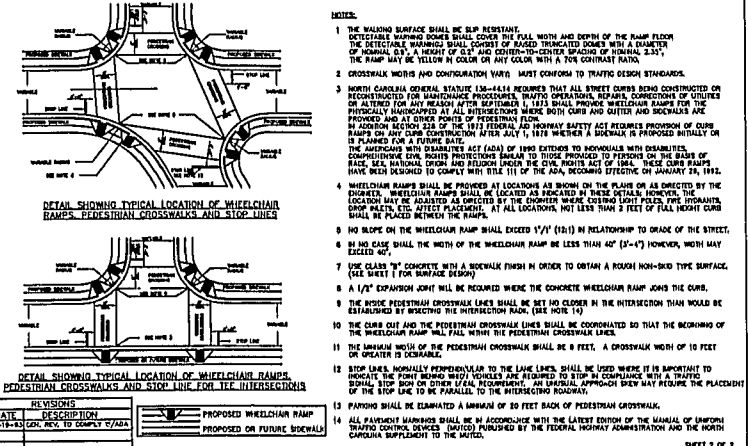 VARIABLE
PROPOSED SIDEWALK
PROPOSED SIDEWALK
VARIABLE
VARIABLE
STOP LINE
SEE NOTE 9
PEDESTRIAN
CROSSWALK
STOP LINE
DETAIL SHOWING TYPICAL LOCATION OF WHEELCHAIR
RAMPS, PEDESTRIAN CROSSWALKS AND STOP LINES
VARIABLE
RADIUS
VARIABLE
RADIUS
PROPOSED SIDEWALK
STOP LINE
STOP LINE
PROPOSED OR FUTURE SIDEWALK
DETAIL SHOWING TYPICAL LOCATION OF WHEELCHAIR RAMPS,
PEDESTRIAN CROSSWALKS AND STOP LINE FOR TEE INTERSECTIONS
REVISIONS
DATE DESCRIPTION
GEN. REV. TO COMPLY W/ADA
PROPOSED WHEELCHAIR RAMP
PROPOSED OR FUTURE SIDEWALK
NOTES:
1 THE WALKING SURFACE SHALL BE SLIP RESISTANT.
DETECTABLE WARNING DOMES SHALL COVER THE FULL WIDTH AND DEPTH OF THE RAMP FLOOR
THE DETECTABLE WARNINGS SHALL CONSIST OF RAISED TRUNCATED DOMES WITH A DIAMETER
OF NOMINAL 0.9", A HEIGHT OF 0.2" AND CENTER-TO-CENTER SPACING OF NOMINAL 2.35",
THE RAMP MAY BE YELLOW IN COLOR OR ANY COLOR WITH A 70% CONTRAST RATIO.
2 CROSSWALK WIDTHS AND CONFIGURATION VARY; MUST CONFORM TO TRAFFIC DESIGN STANDARDS.
3 NORTH CAROLINA GENERAL STATUTE 136-44.14 REQUIRES THAT ALL STREET CURBS BEING CONSTRUCTED OR
RECONSTRUCTED FOR MAINTENANCE PROCEDURES, TRAFFIC OPERATIONS, REPAIRS, CORRECTIONS OF UTILITIES
OR ALTERED FOR ANY REASON AFTER SEPTEMBER 1, 1973 SHALL PROVIDE WHEELCHAIR RAMPS FOR THE
PHYSICALLY HANDICAPPED AT ALL INTERSECTIONS WHERE BOTH CURB AND GUTTER AND SIDEWALKS ARE
PROVIDED AND AT OTHER POINTS OF PEDESTRIAN FLOW.
IN ADDITION SECTION 228 OF THE 1973 FEDERAL AID HIGHWAY SAFETY ACT REQUIRES PROVISION OF CURB
RAMPS ON ANY CURB CONSTRUCTION AFTER JULY 1, 1976 WHETHER A SIDEWALK IS PROPOSED INITIALLY OR
IS PLANNED FOR A FUTURE DATE.
THE AMERICANS WITH DISABILITIES ACT (ADA) OF 1990 EXTENDS TO INDIVIDUALS WITH DISABILITIES,
COMPREHENSIVE CIVIL RIGHTS PROTECTIONS SIMILAR TO THOSE PROVIDED TO PERSONS ON THE BASIS OF
RACE, SEX, NATIONAL ORIGIN AND RELIGION UNDER THE CIVIL RIGHTS ACT OF 1964. THESE CURB RAMPS
HAVE BEEN DESIGNED TO COMPLY WITH TITLE III OF THE ADA, BECOMING EFFECTIVE ON JANUARY 26, 1992.
4 WHEELCHAIR RAMPS SHALL BE PROVIDED AT LOCATIONS AS SHOWN ON THE PLANS OR AS DIRECTED BY THE
ENGINEER. WHEELCHAIR RAMPS SHALL BE LOCATED AS INDICATED IN THESE DETAILS; HOWEVER, THE
LOCATION MAY BE ADJUSTED AS DIRECTED BY THE ENGINEER WHERE EXISTING LIGHT POLES, FIRE HYDRANTS,
DROP INLETS, ETC. AFFECT PLACEMENT. AT ALL LOCATIONS, NOT LESS THAN 2 FEET OF FULL HEIGHT CURB
SHALL BE PLACED BETWEEN THE RAMPS.
5 NO SLOPE ON THE WHEELCHAIR RAMP SHALL EXCEED 1"/1' (12:1) IN RELATIONSHIP TO GRADE OF THE STREET.
6 IN NO CASE SHALL THE WIDTH OF THE WHEELCHAIR RAMP BE LESS THAN 40" (3'-4") HOWEVER, WIDTH MAY
EXCEED 40".
7 USE CLASS "B" CONCRETE WITH A SIDEWALK FINISH IN ORDER TO OBTAIN A ROUGH NON-SKID TYPE SURFACE.
(SEE SHEET 1 FOR SURFACE DESIGN)
8 A 1/2" EXPANSION JOINT WILL BE REQUIRED WHERE THE CONCRETE WHEELCHAIR RAMP JOINS THE CURB.
9 THE INSIDE PEDESTRIAN CROSSWALK LINES SHALL BE SET NO CLOSER IN THE INTERSECTION THAN WOULD BE
ESTABLISHED BY BISECTING THE INTERSECTION RADII. (SEE NOTE 14)
10 THE CURB CUT AND THE PEDESTRIAN CROSSWALK LINES SHALL BE COORDINATED SO THAT THE BEGINNING OF
THE WHEELCHAIR RAMP WILL FALL WITHIN THE PEDESTRIAN CROSSWALK LINES.
11 THE MINIMUM WIDTH OF THE PEDESTRIAN CROSSWALK SHALL BE 6 FEET. A CROSSWALK WIDTH OF 10 FEET
OR GREATER IS DESIRABLE.
12 STOP LINES, NORMALLY PERPENDICULAR TO THE LANE LINES, SHALL BE USED WHERE IT IS IMPORTANT TO
INDICATE THE POINT BEHIND WHICH VEHICLES ARE REQUIRED TO STOP IN COMPLIANCE WITH A TRAFFIC
SIGNAL, STOP SIGN OR OTHER LEGAL REQUIREMENT. AN UNUSUAL APPROACH SKEW MAY REQUIRE THE PLACEMENT
OF THE STOP LINE TO BE PARALLEL TO THE INTERSECTING ROADWAY.
13 PARKING SHALL BE ELIMINATED A MINIMUM OF 20 FEET BACK OF PEDESTRIAN CROSSWALK.
14 ALL PAVEMENT MARKINGS SHALL BE IN ACCORDANCE WITH THE LATEST EDITION OF THE MANUAL OF UNIFORM
TRAFFIC CONTROL DEVICES (MUTCD) PUBLISHED BY THE FEDERAL HIGHWAY ADMINISTRATION AND THE NORTH
CAROLINA SUPPLEMENT TO THE MUTCD.
SHEET 2 OF 2